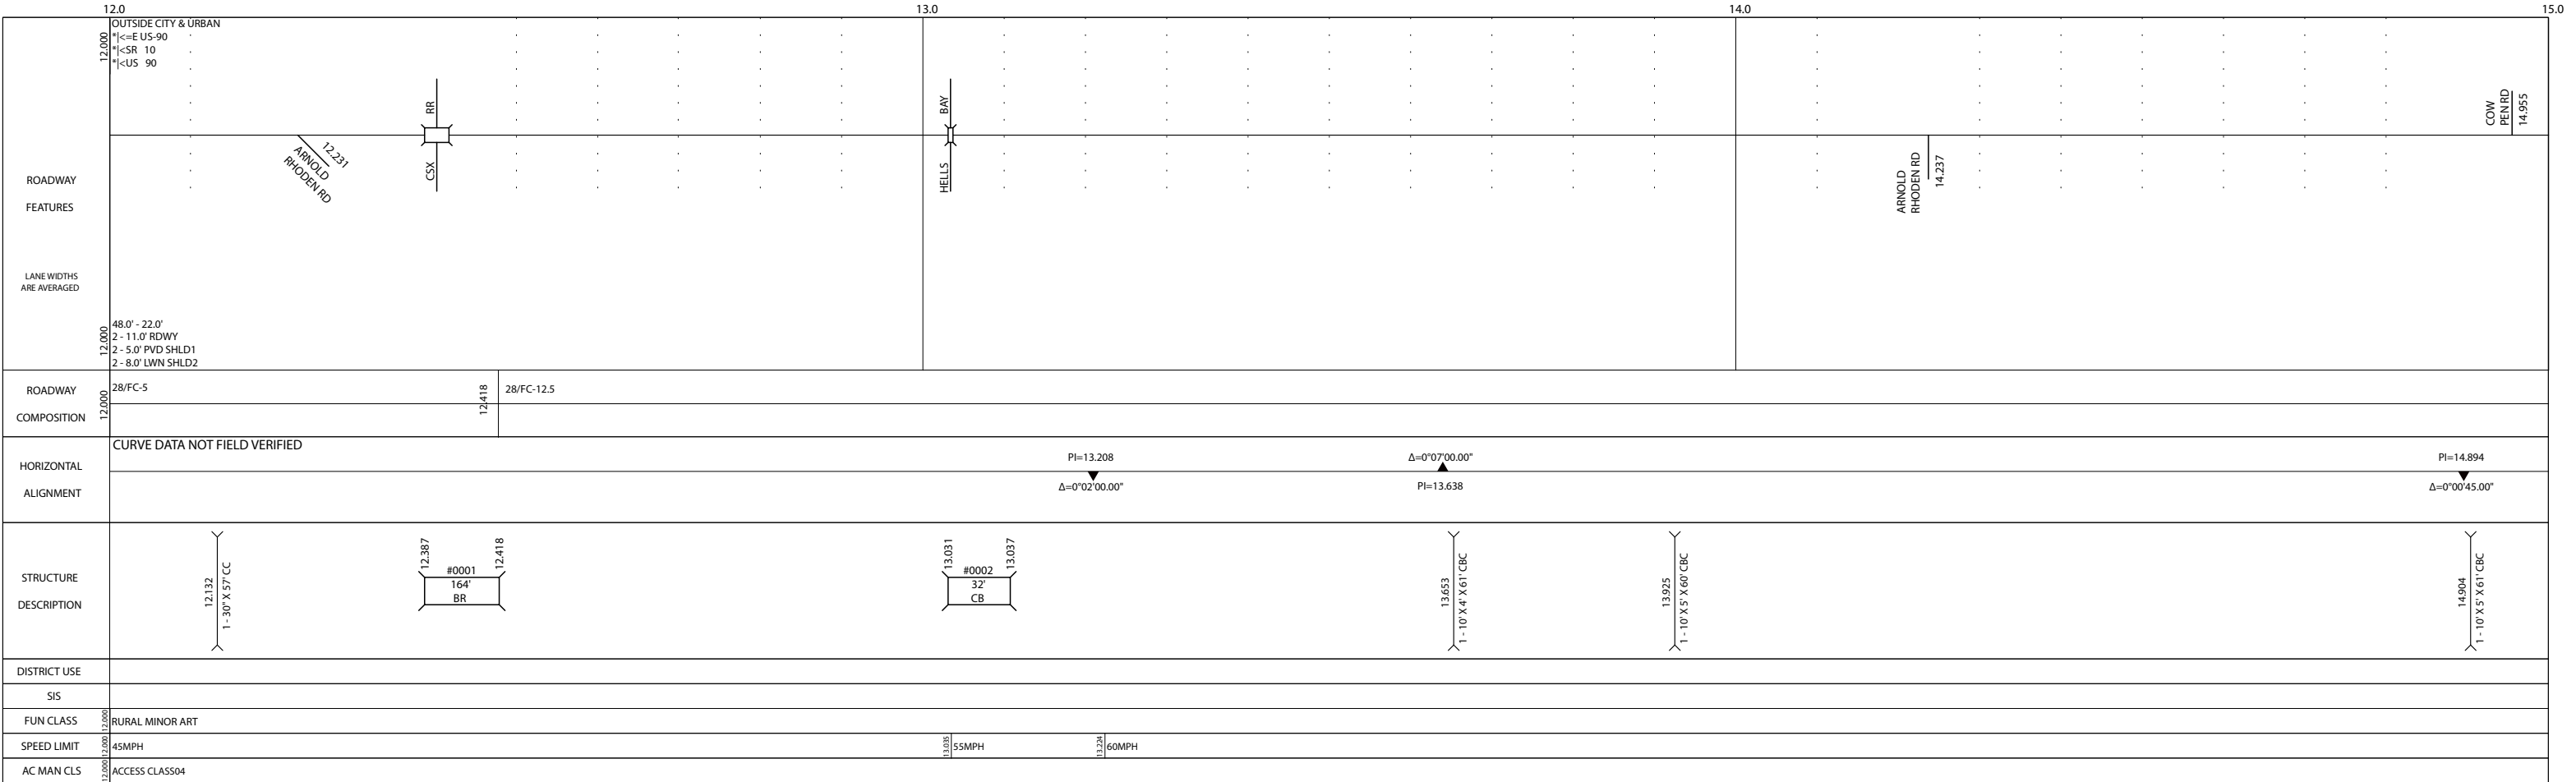 12.0
13.0
14.0
15.0
12.000
OUTSIDE CITY & URBAN
*|<=E US-90
*|<SR 10
*|<US 90
RR
CSX
BAY
HELLS
12.231
ARNOLD
RHODEN RD
ARNOLD
RHODEN RD
14.237
COW
PEN RD
14.955
ROADWAY
FEATURES
LANE WIDTHS
ARE AVERAGED
12.000
48.0' - 22.0'
2 - 11.0' RDWY
2 - 5.0' PVD SHLD1
2 - 8.0' LWN SHLD2
ROADWAY
COMPOSITION
12.000
28/FC-5
12.418
28/FC-12.5
HORIZONTAL
ALIGNMENT
CURVE DATA NOT FIELD VERIFIED
PI=13.208
Δ=0°02'00.00"
Δ=0°07'00.00"
PI=13.638
PI=14.894
Δ=0°00'45.00"
STRUCTURE
DESCRIPTION
12.132
1 - 30" X 57' CC
12.387
12.418
#0001
164'
BR
13.031
13.037
#0002
32'
CB
13.653
1 - 10' X 4' X 61' CBC
13.925
1 - 10' X 5' X 60' CBC
14.904
1 - 10' X 5' X 61' CBC
DISTRICT USE
SIS
FUN CLASS
12.000
RURAL MINOR ART
SPEED LIMIT
12.000
45MPH
13.035
55MPH
13.224
60MPH
AC MAN CLS
12.000
ACCESS CLASS04